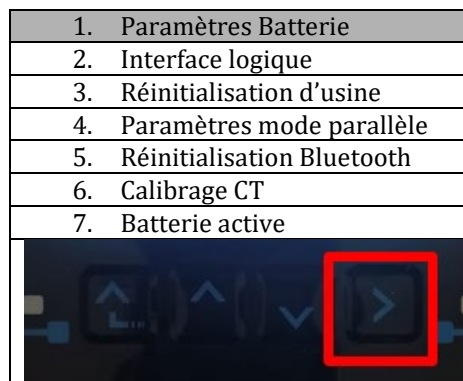 1. Paramètres Batterie
2. Interface logique
3. Réinitialisation d'usine
4. Paramètres mode parallèle
5. Réinitialisation Bluetooth
6. Calibrage CT
7. Batterie active